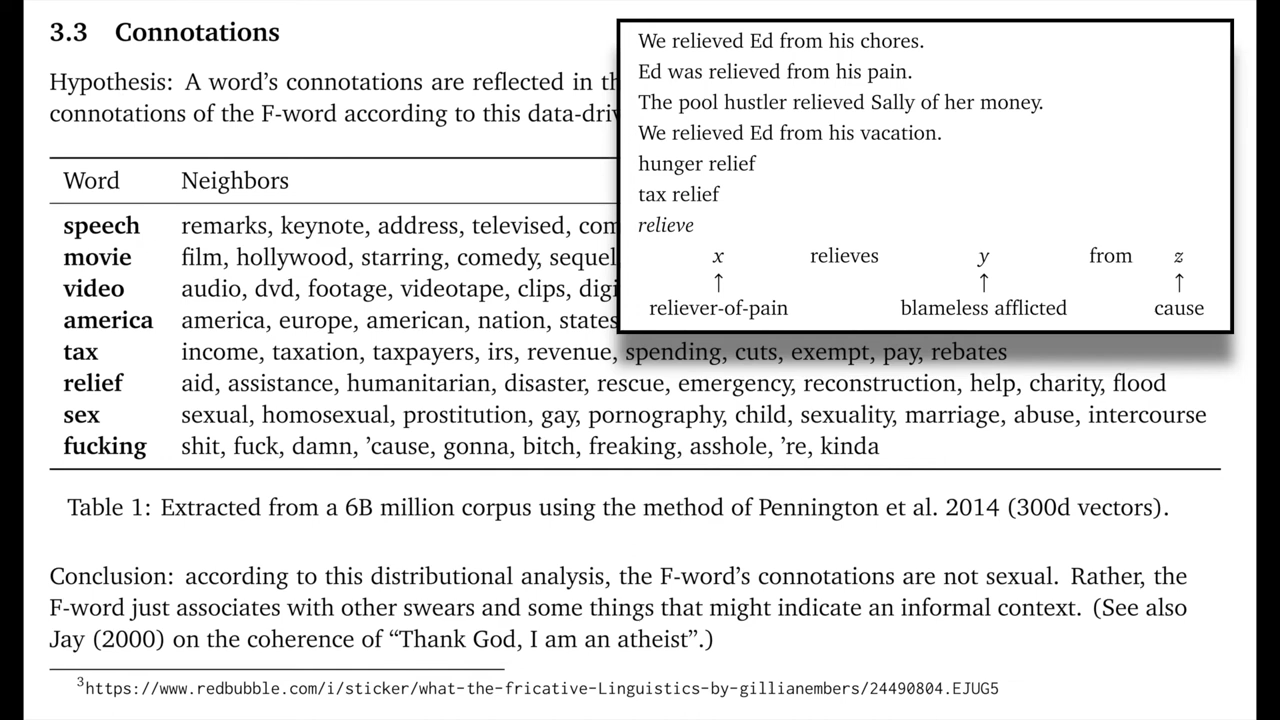 3.3 Connotations
Hypothesis: A word's connotations are reflected in
connotations of the F-word according to this
Word Neighbors
speech remarks, keynote, address, televised,
movie film, hollywood, starring, comedy, sequel
video audio, dvd, footage, videotape, clips,
america america, europe, american, nation, states
tax income, taxation, taxpayers, irs, revenue, spending, cuts, exempt, pay, rebates
relief aid, assistance, humanitarian, disaster, rescue, emergency, reconstruction, help, charity, flood
sex sexual, homosexual, prostitution, gay, pornography, child, sexuality, marriage, abuse, intercourse
fucking shit, fuck, damn, ’cause, gonna, bitch, freaking, asshole, ’re, kinda
Table 1: Extracted from a 6B million corpus using the method of Pennington et al. 2014 (300d vectors).
Conclusion: according to this distributional analysis, the F-word's connotations are not sexual. Rather, the
F-word just associates with other swears and some things that might indicate an informal context. (See also
Jay (2000) on the coherence of “Thank God, I am an atheist”.)
3https://www.redbubble.com/i/sticker/what-the-fricative-Linguistics-by-gillianembers/24490804.EJUG5
We relieved Ed from his chores.
Ed was relieved from his pain.
The pool hustler relieved Sally of her money.
We relieved Ed from his vacation.
hunger relief
tax relief
relieve
x relieves y from z
↑ ↑ ↑
reliever-of-pain blameless afflicted cause